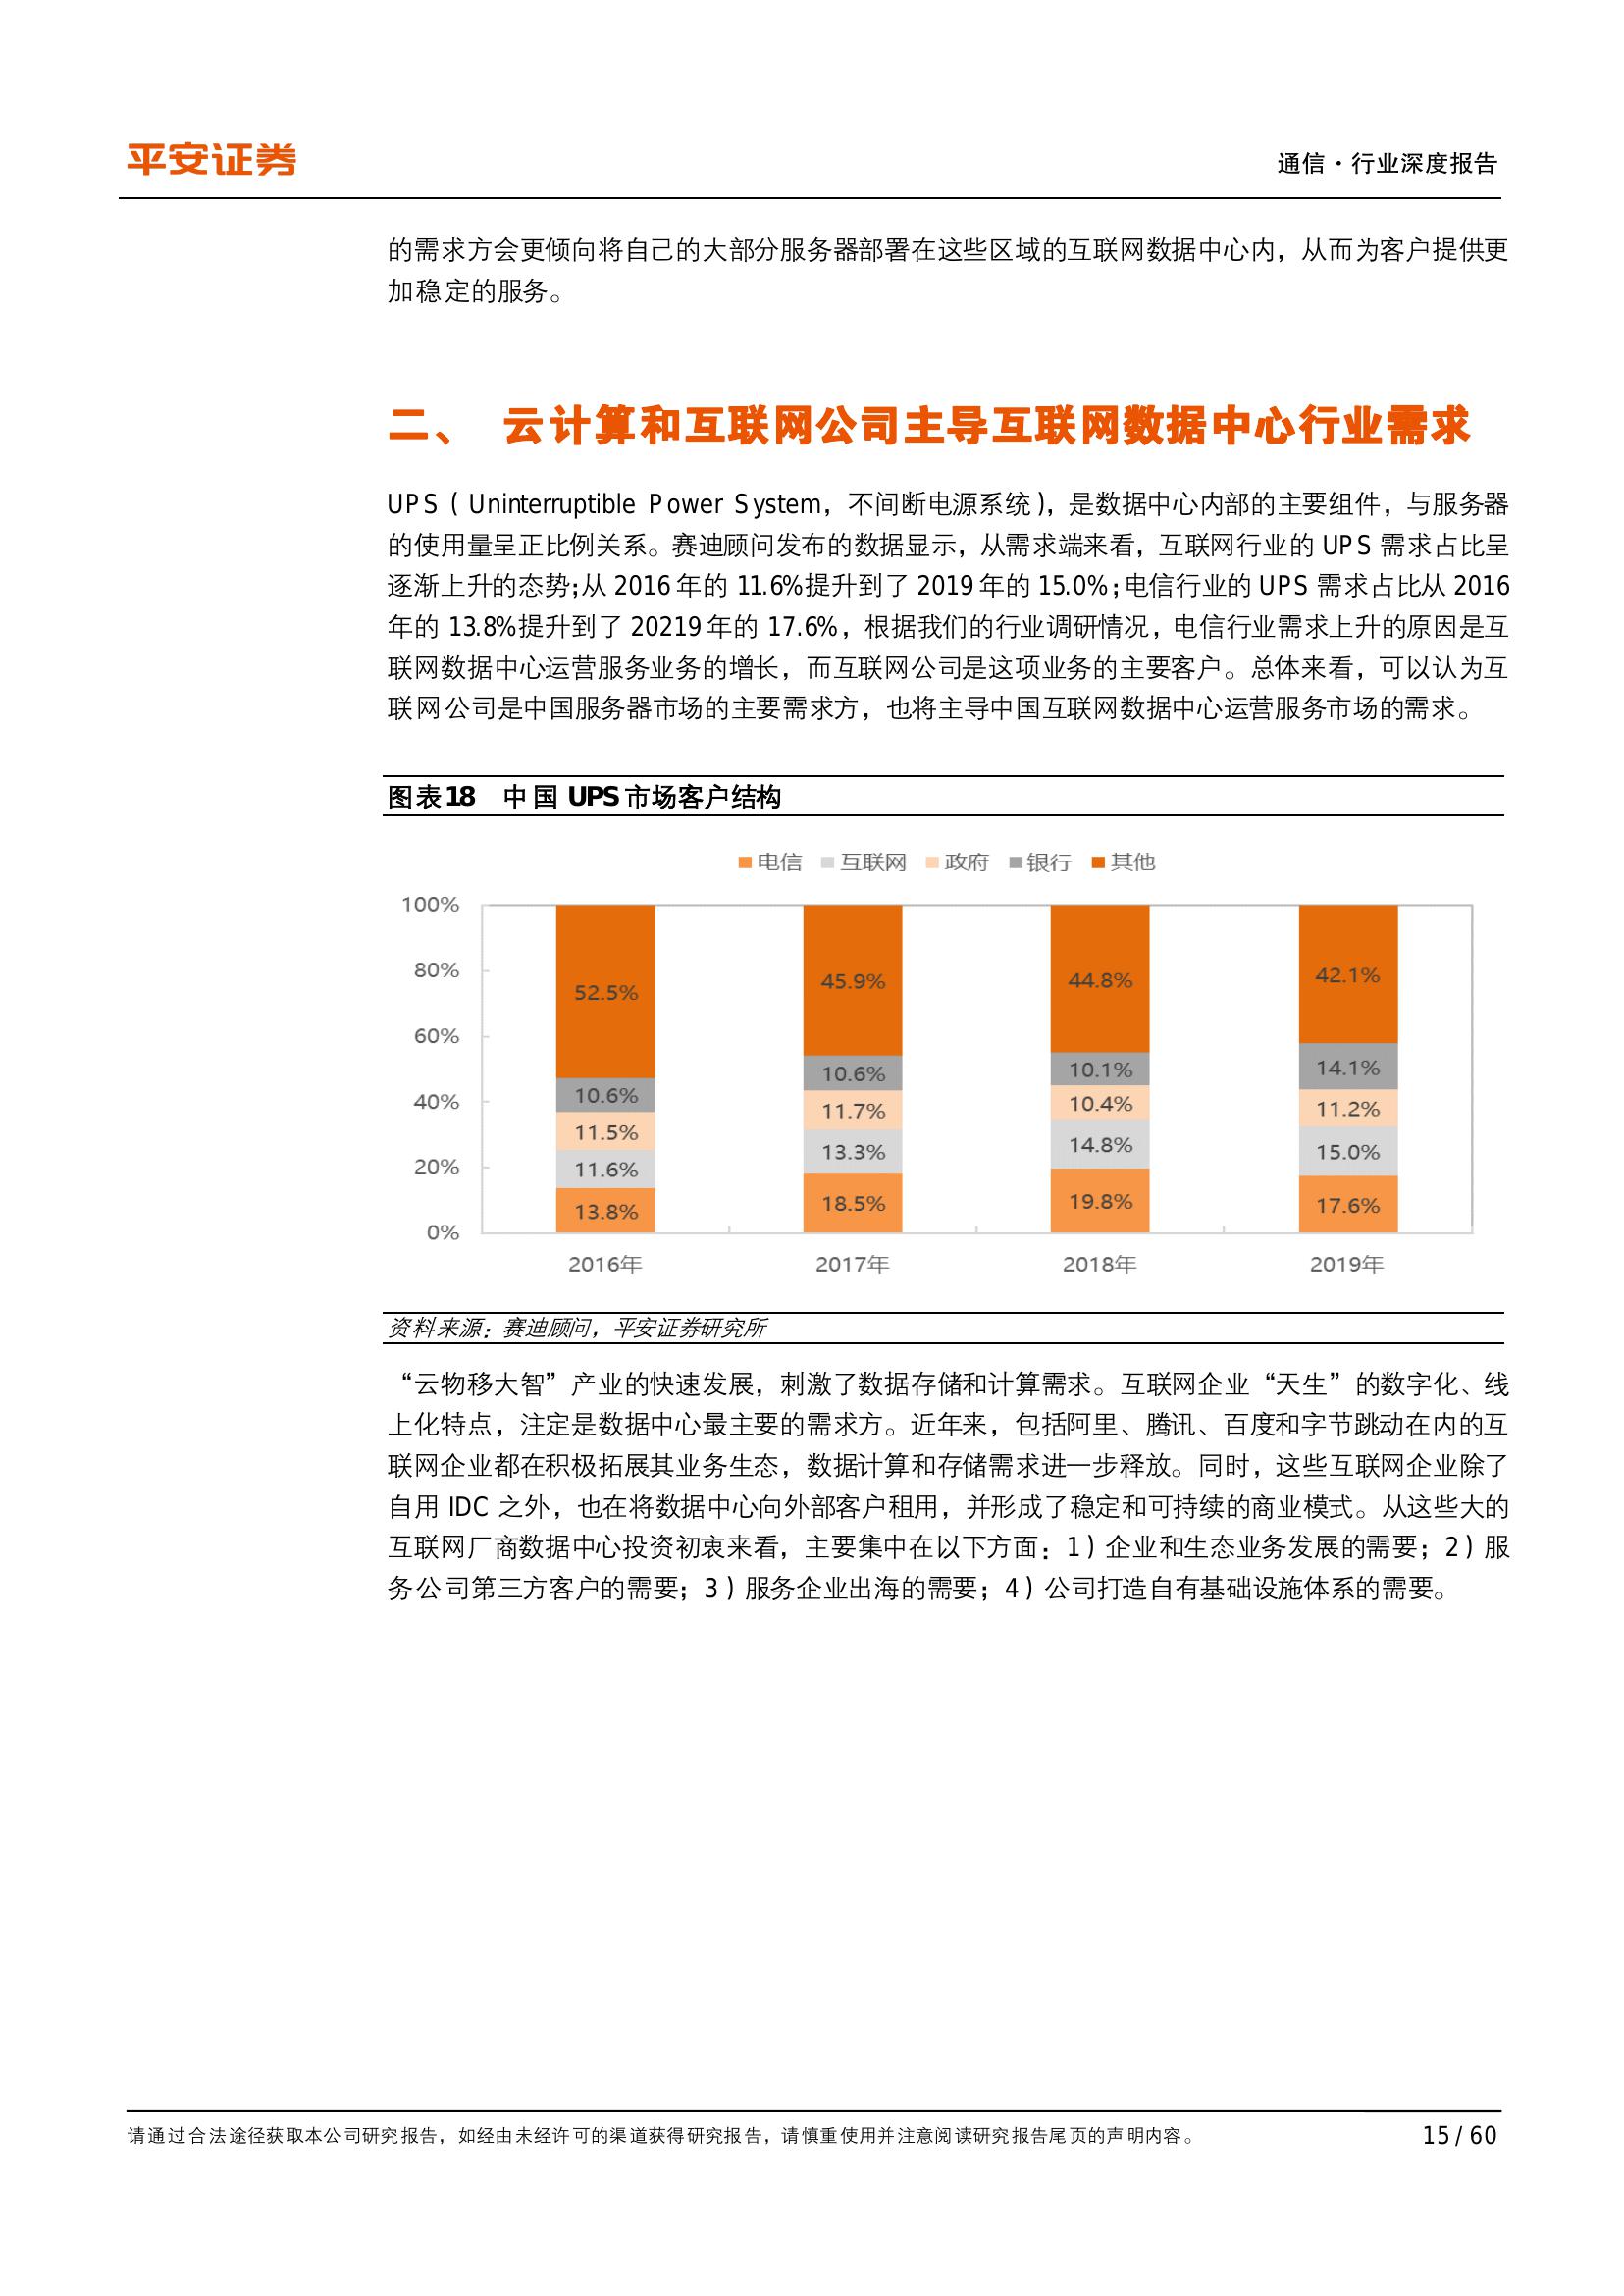 平安证券
通信·行业深度报告
的需求方会更倾向将自己的大部分服务器部署在这些区域的互联网数据中心内，从而为客户提供更
加稳定的服务。
二、 云计算和互联网公司主导互联网数据中心行业需求
UPS（Uninterruptible Power System，不间断电源系统），是数据中心内部的主要组件，与服务器
的使用量呈正比例关系。赛迪顾问发布的数据显示，从需求端来看，互联网行业的 UPS 需求占比呈
逐渐上升的态势;从 2016 年的 11.6%提升到了 2019 年的 15.0%;电信行业的 UPS 需求占比从 2016
年的 13.8%提升到了 20219 年的 17.6%，根据我们的行业调研情况，电信行业需求上升的原因是互
联网数据中心运营服务业务的增长，而互联网公司是这项业务的主要客户。总体来看，可以认为互
联网公司是中国服务器市场的主要需求方，也将主导中国互联网数据中心运营服务市场的需求。
图表18 中国 UPS 市场客户结构
电信 互联网 政府 银行 其他
100%
80%
60%
40%
20%
0%
52.5% 45.9% 44.8% 42.1%
10.6% 10.6% 10.1% 14.1%
11.5% 11.7% 10.4% 11.2%
11.6% 13.3% 14.8% 15.0%
13.8% 18.5% 19.8% 17.6%
2016年 2017年 2018年 2019年
资料来源：赛迪顾问，平安证券研究所
“云物移大智”产业的快速发展，刺激了数据存储和计算需求。互联网企业“天生”的数字化、线
上化特点，注定是数据中心最主要的需求方。近年来，包括阿里、腾讯、百度和字节跳动在内的互
联网企业都在积极拓展其业务生态，数据计算和存储需求进一步释放。同时，这些互联网企业除了
自用 IDC 之外，也在将数据中心向外部客户租用，并形成了稳定和可持续的商业模式。从这些大的
互联网厂商数据中心投资初衷来看，主要集中在以下方面：1）企业和生态业务发展的需要；2）服
务公司第三方客户的需要；3）服务企业出海的需要；4）公司打造自有基础设施体系的需要。
请通过合法途径获取本公司研究报告，如经由未经许可的渠道获得研究报告，请慎重使用并注意阅读研究报告尾页的声明内容。
15 / 60